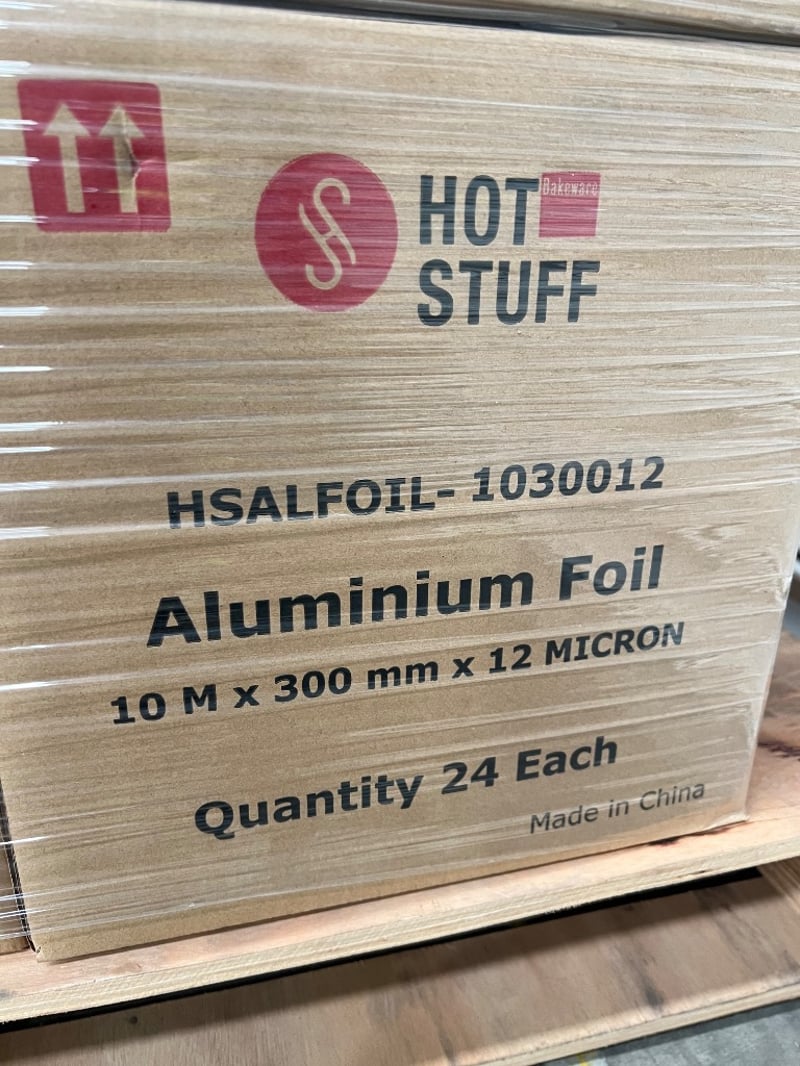 HOT Bakeware
STUFF
HSALFOIL- 1030012
Aluminium Foil
10 M x 300 mm x 12 MICRON
Quantity 24 Each
Made in China